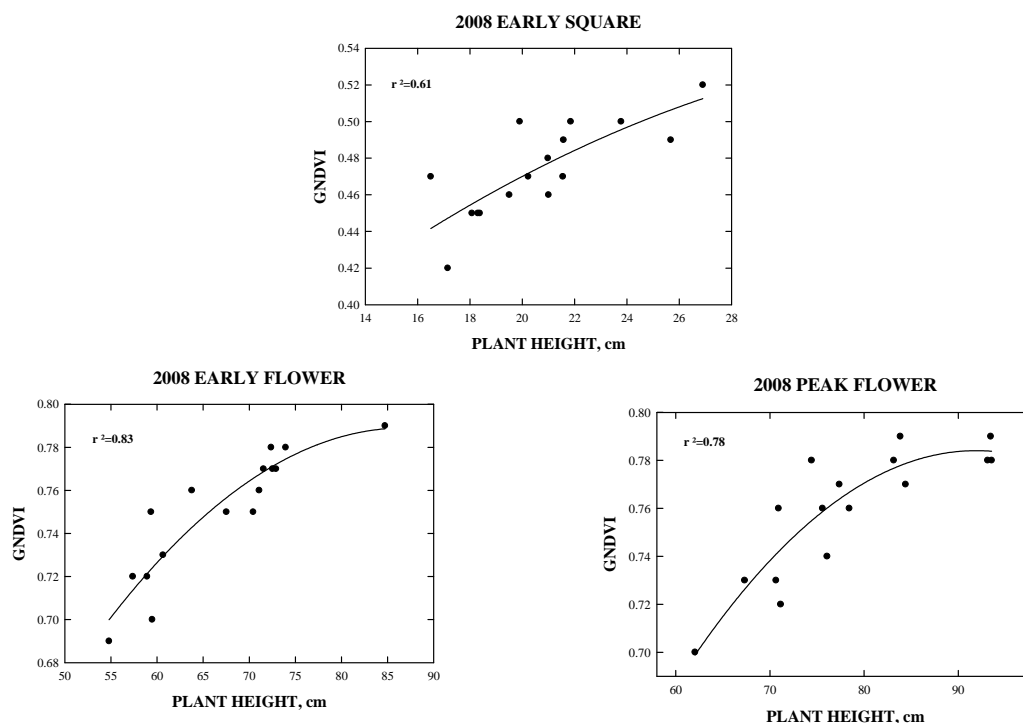 2008 EARLY SQUARE
0.54
0.52
0.50
0.48
0.46
0.44
0.42
0.40
GNDVI
r ²=0.61
14 16 18 20 22 24 26 28
PLANT HEIGHT, cm
2008 EARLY FLOWER
0.80
0.78
0.76
0.74
0.72
0.70
0.68
GNDVI
r ²=0.83
50 55 60 65 70 75 80 85 90
PLANT HEIGHT, cm
2008 PEAK FLOWER
0.80
0.78
0.76
0.74
0.72
0.70
GNDVI
r ²=0.78
60 70 80 90
PLANT HEIGHT, cm